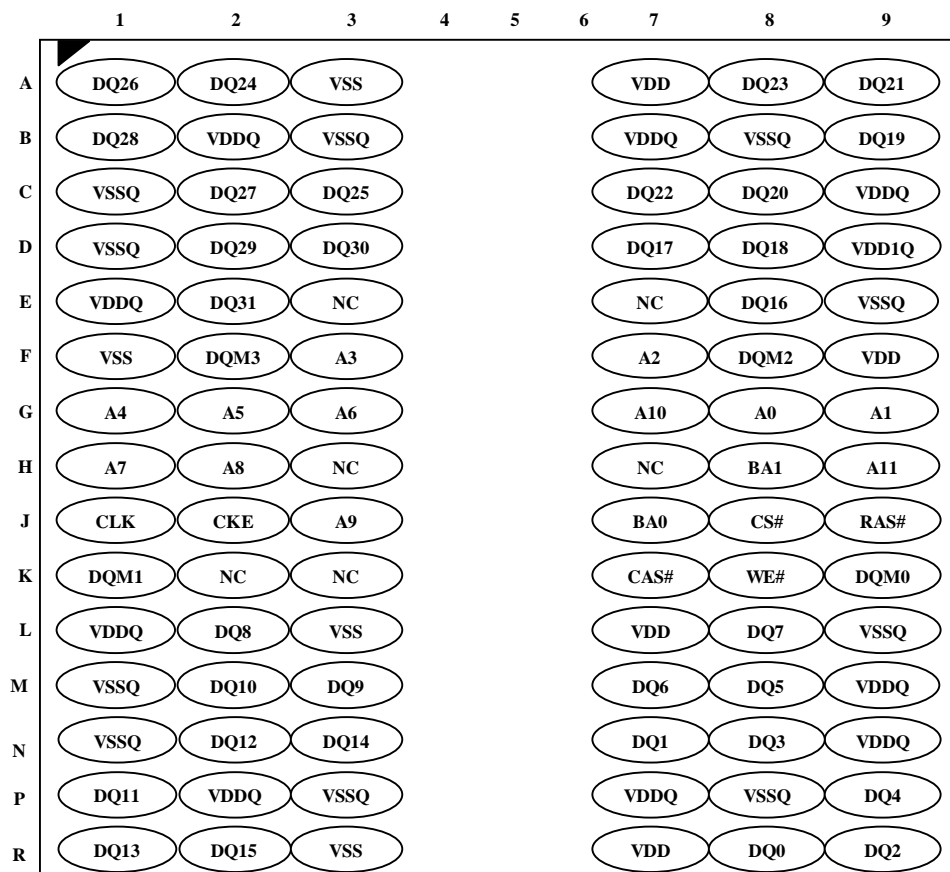 1 2 3 4 5 6 7 8 9
A DQ26 DQ24 VSS VDD DQ23 DQ21
B DQ28 VDDQ VSSQ VDDQ VSSQ DQ19
C VSSQ DQ27 DQ25 DQ22 DQ20 VDDQ
D VSSQ DQ29 DQ30 DQ17 DQ18 VDD1Q
E VDDQ DQ31 NC NC DQ16 VSSQ
F VSS DQM3 A3 A2 DQM2 VDD
G A4 A5 A6 A10 A0 A1
H A7 A8 NC NC BA1 A11
J CLK CKE A9 BA0 CS# RAS#
K DQM1 NC NC CAS# WE# DQM0
L VDDQ DQ8 VSS VDD DQ7 VSSQ
M VSSQ DQ10 DQ9 DQ6 DQ5 VDDQ
N VSSQ DQ12 DQ14 DQ1 DQ3 VDDQ
P DQ11 VDDQ VSSQ VDDQ VSSQ DQ4
R DQ13 DQ15 VSS VDD DQ0 DQ2